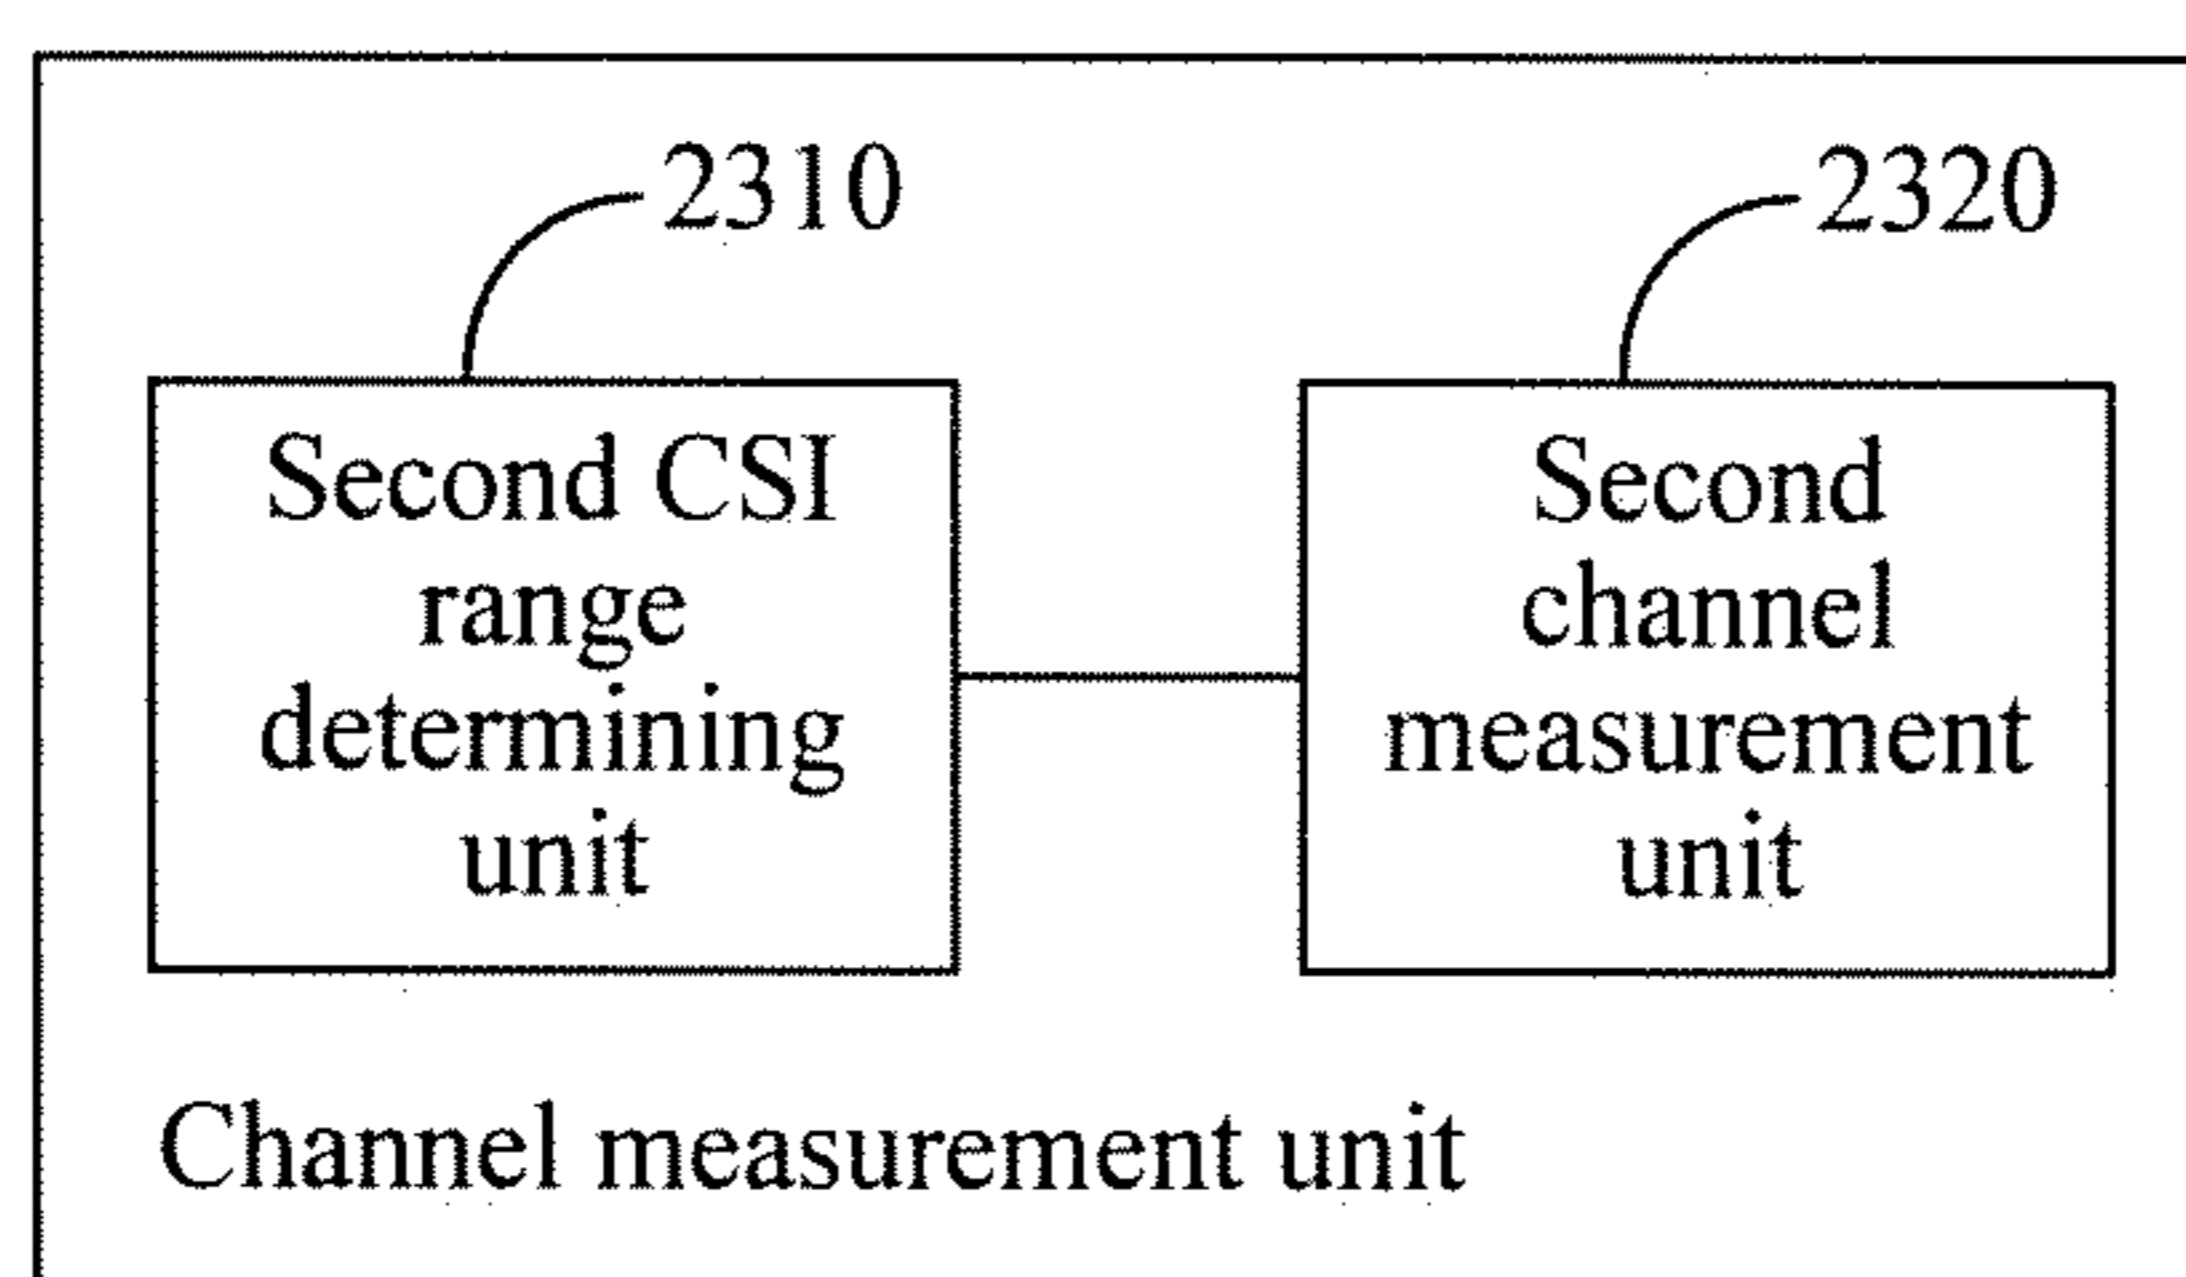 2310
2320
Second CSI
range
determining
unit
Second
channel
measurement
unit
Channel measurement unit